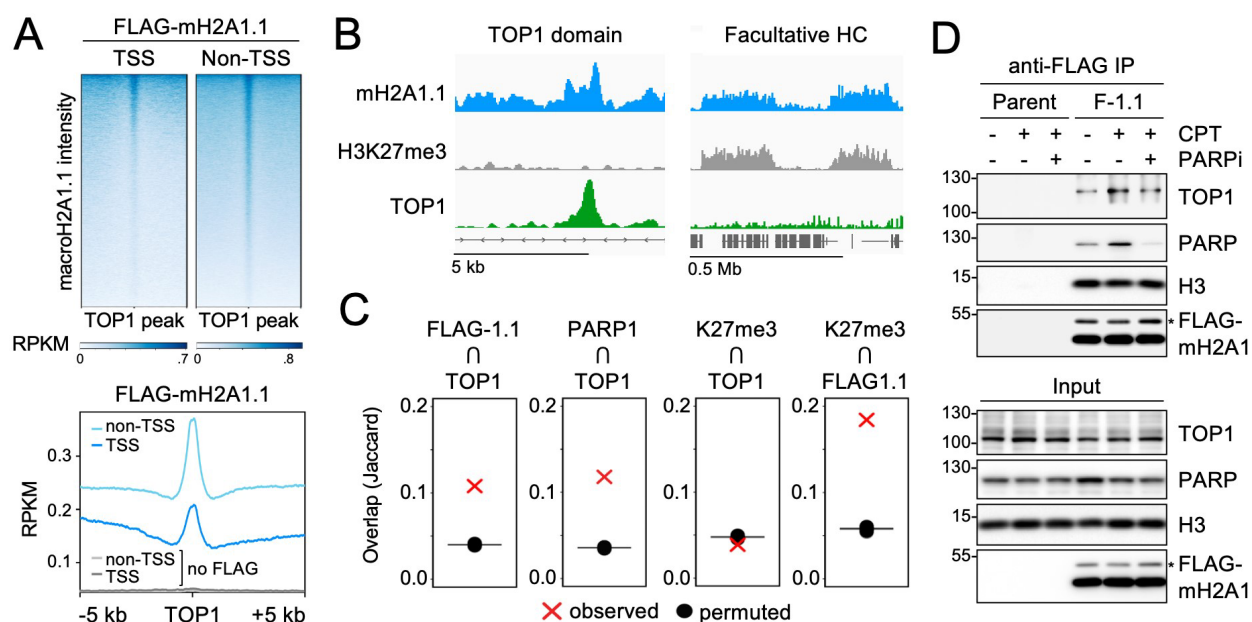 A
FLAG-mH2A1.1
TSS Non-TSS
macroH2A1.1 intensity
TOP1 peak TOP1 peak
RPKM
0 .7 0 .8
FLAG-mH2A1.1
non-TSS
TSS
0.3
RPKM
0.2
0.1
non-TSS
TSS
no FLAG
-5 kb TOP1 +5 kb
B
TOP1 domain Facultative HC
mH2A1.1
H3K27me3
TOP1
5 kb 0.5 Mb
C
FLAG-1.1 PARP1 K27me3 K27me3
∩ ∩ ∩ ∩
TOP1 TOP1 TOP1 FLAG1.1
Overlap (Jaccard)
0.2 0.2 0.2 0.2
0.1 0.1 0.1 0.1
0.0 0.0 0.0 0.0
observed permuted
D
anti-FLAG IP
Parent F-1.1
- + + - + + CPT
- - + - - + PARPi
130
TOP1
100
130 PARP
15 H3
55
* FLAG-
mH2A1
Input
130
TOP1
100
130
PARP
15 H3
55
* FLAG-
mH2A1